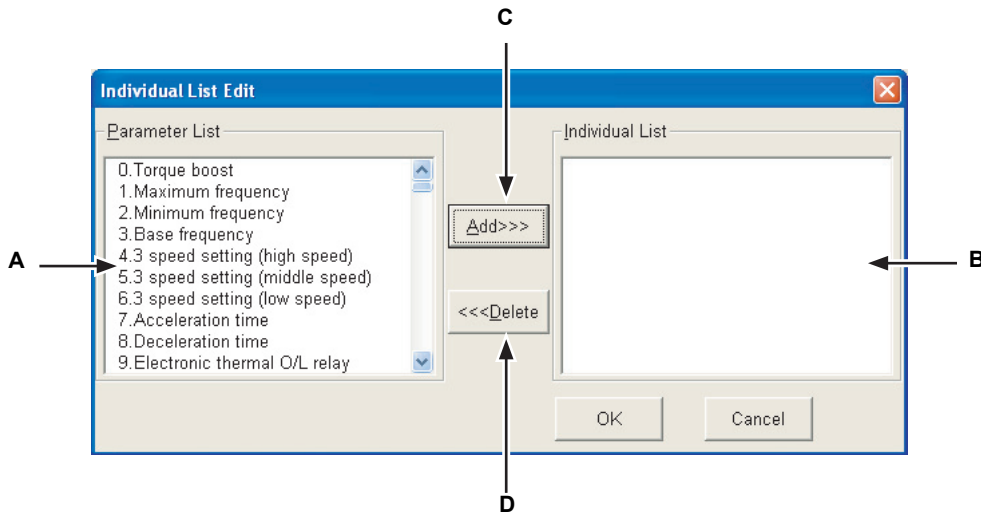 C
Individual List Edit
Parameter List
Individual List
0.Torque boost
1.Maximum frequency
2.Minimum frequency
3.Base frequency
4.3 speed setting (high speed)
5.3 speed setting (middle speed)
6.3 speed setting (low speed)
7.Acceleration time
8.Deceleration time
9.Electronic thermal O/L relay
Add>>>
<<<Delete
A
B
OK
Cancel
D